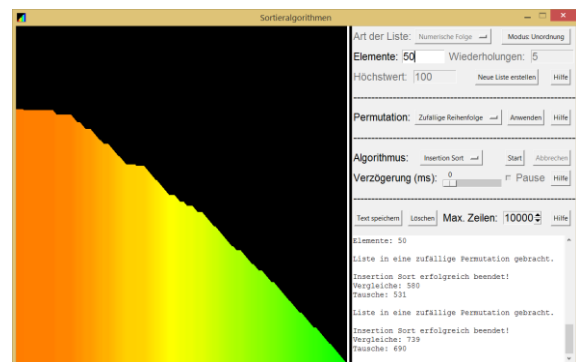 Sortieralgorithmen
Art der Liste: Numerische Folge Modus: Unordnung
Elemente: 50 Wiederholungen: 5
Höchstwert: 100 Neue Liste erstellen Hilfe
Permutation: Zufällige Reihenfolge Anwenden Hilfe
Algorithmus: Insertion Sort Start Abbrechen
Verzögerung (ms): 0 Pause Hilfe
Text speichern Löschen Max. Zeilen: 10000 Hilfe
Elemente: 50
Liste in eine zufällige Permutation gebracht.
Insertion Sort erfolgreich beendet!
Vergleiche: 580
Tausche: 531
Liste in eine zufällige Permutation gebracht.
Insertion Sort erfolgreich beendet!
Vergleiche: 739
Tausche: 690